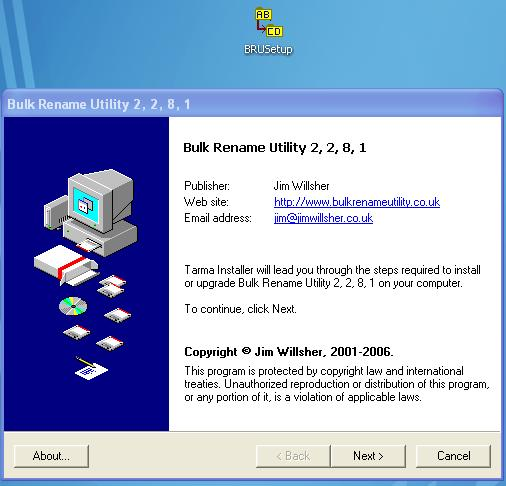 AB
CD
BRUSetup
Bulk Rename Utility 2, 2, 8, 1
Bulk Rename Utility 2, 2, 8, 1
Publisher: Jim Willsher
Web site: http://www.bulkrenameutility.co.uk
Email address: jim@jimwillsher.co.uk
Tarma Installer will lead you through the steps required to install
or upgrade Bulk Rename Utility 2, 2, 8, 1 on your computer.
To continue, click Next.
Copyright © Jim Willsher, 2001-2006.
This program is protected by copyright law and international
treaties. Unauthorized reproduction or distribution of this program,
or any portion of it, is a violation of applicable laws.
About... < Back Next > Cancel